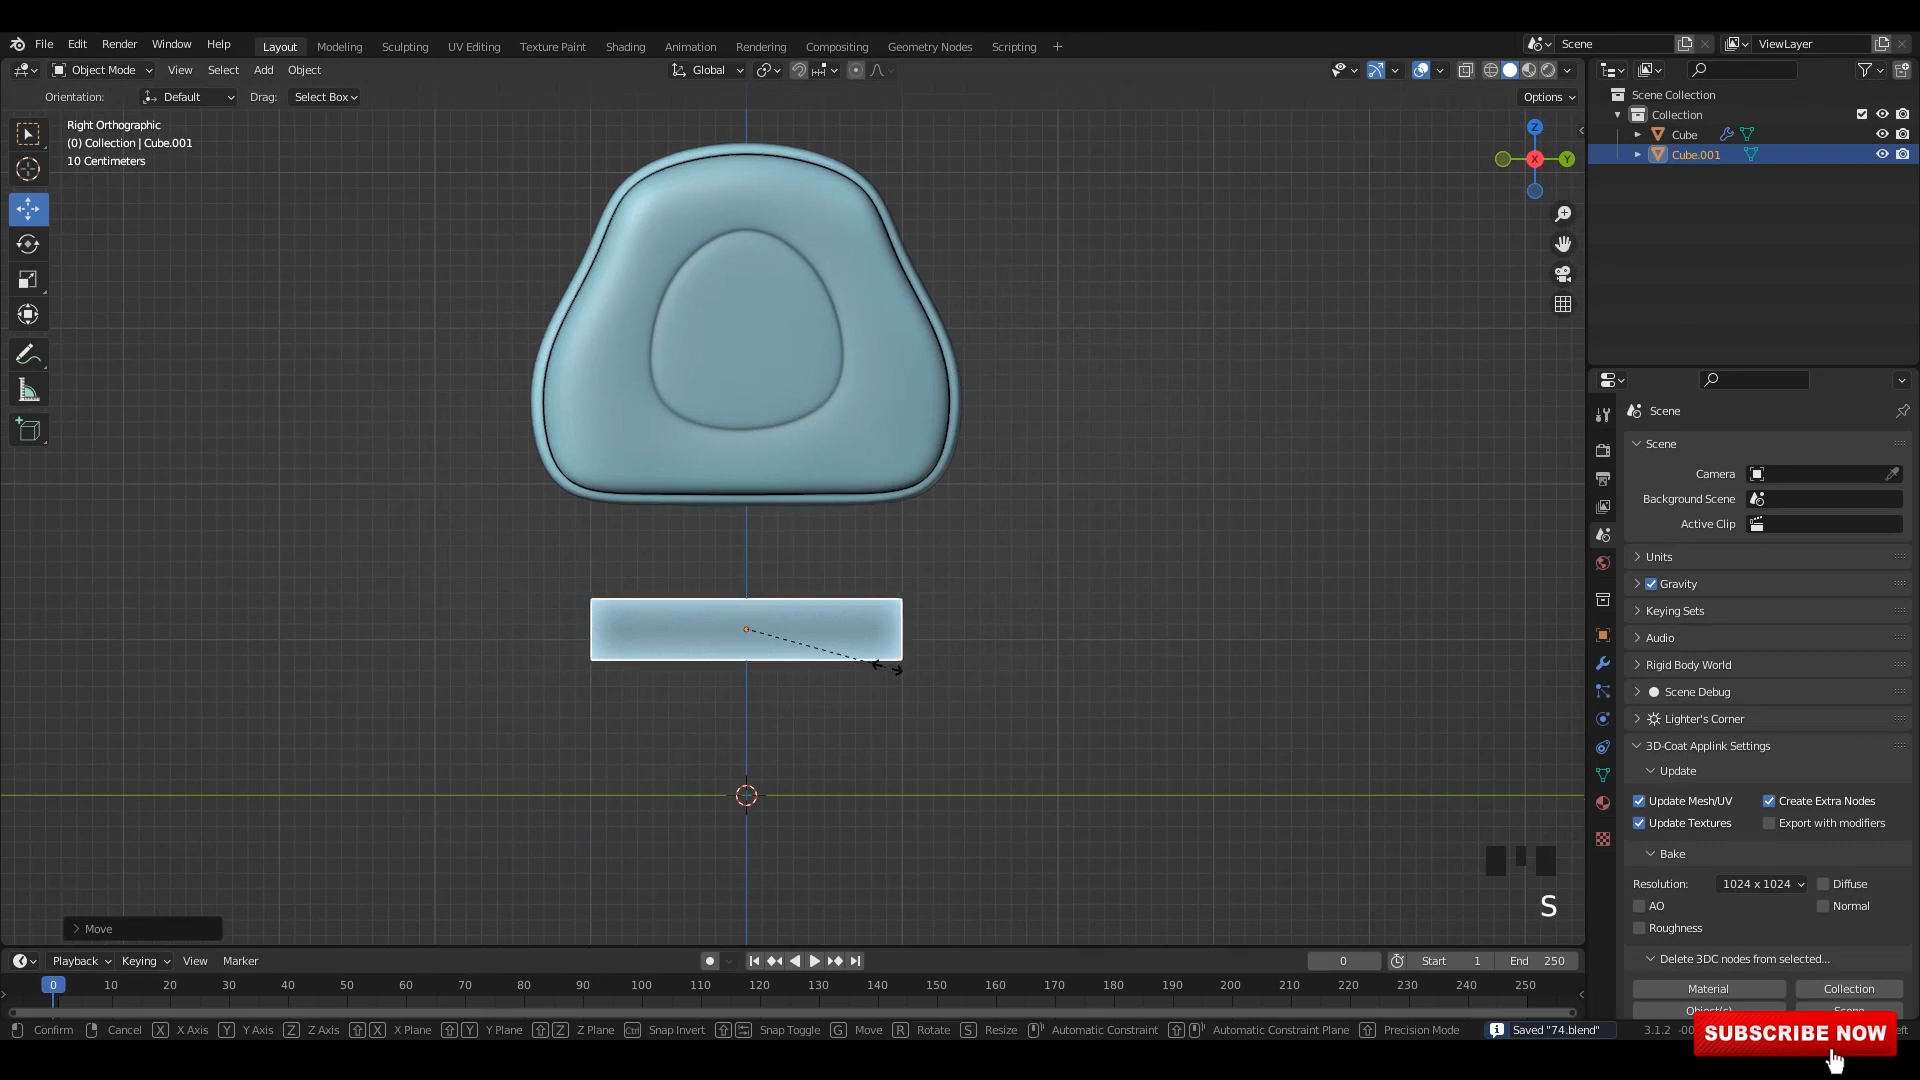 File Edit Render Window Help Layout Modeling Sculpting UV Editing Texture Paint Shading Animation Rendering Compositing Geometry Nodes Scripting + Scene ViewLayer
Object Mode View Select Add Object Global
Orientation: Default Drag: Select Box Options
Right Orthographic
(0) Collection | Cube.001
10 Centimeters
Z
X
Y
Scene Collection
Collection
Cube
Cube.001
Scene
Scene
Camera
Background Scene
Active Clip
Units
Gravity
Keying Sets
Audio
Rigid Body World
Scene Debug
Lighter's Corner
3D-Coat Applink Settings
Update
Update Mesh/UV Create Extra Nodes
Update Textures Export with modifiers
Bake
Resolution: 1024 x 1024 Diffuse
AO Normal
Roughness
Delete 3DC nodes from selected...
Material Collection
S
Move
Playback Keying View Marker 0 Start 1 End 250
0 10 20 30 40 50 60 70 80 90 100 110 120 130 140 150 160 170 180 190 200 210 220 230 240 250
Confirm Cancel X X Axis Y Y Axis Z Z Axis X X Plane Y Y Plane Z Z Plane Ctrl Snap Invert Snap Toggle G Move R Rotate S Resize Automatic Constraint Automatic Constraint Plane Precision Mode Saved "74.blend" 3.1.2
SUBSCRIBE NOW